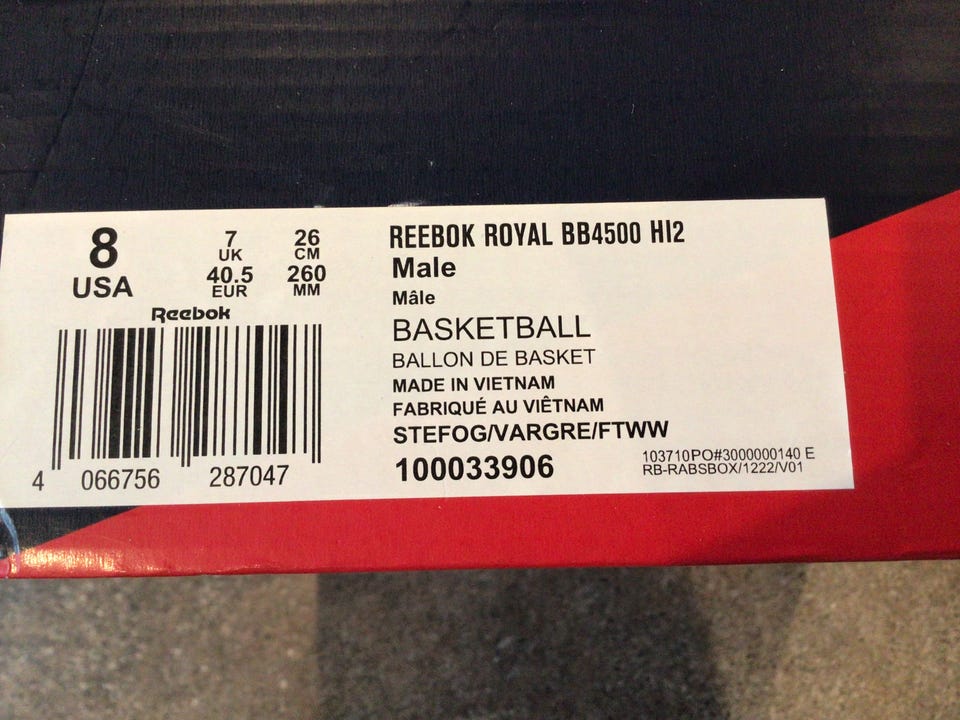 8
USA
7
UK
40.5
EUR
26
CM
260
MM
Reebok
4 066756 287047
REEBOK ROYAL BB4500 HI2
Male
Mâle
BASKETBALL
BALLON DE BASKET
MADE IN VIETNAM
FABRIQUÉ AU VIÊTNAM
STEFOG/VARGRE/FTWW
100033906
103710PO#3000000140 E
RB-RABSBOX/1222/V01